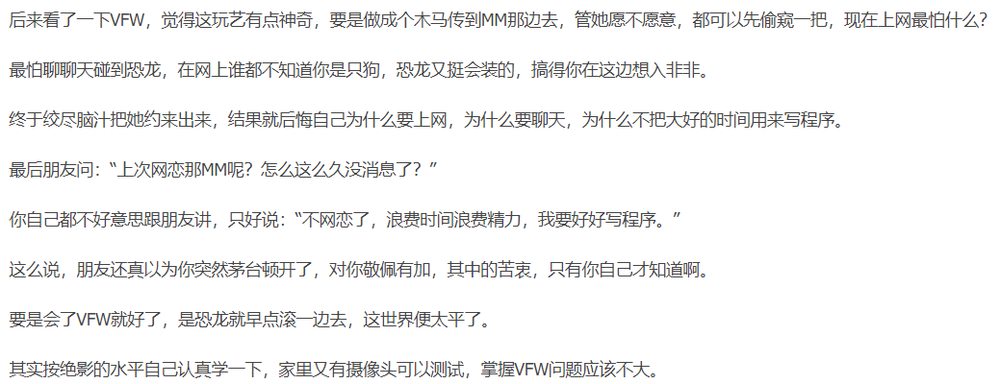 后来看了一下VFW，觉得这玩艺有点神奇，要是做成个木马传到MM那边去，管她愿不愿意，都可以先偷窥一把，现在上网最怕什么？
最怕聊聊天碰到恐龙，在网上谁都不知道你是只狗，恐龙又挺会装的，搞得你在这边想入非非。
终于绞尽脑汁把她约来出来，结果就后悔自己为什么要上网，为什么要聊天，为什么不把大好的时间用来写程序。
最后朋友问：“上次网恋那MM呢？怎么这么久没消息了？”
你自己都不好意思跟朋友讲，只好说：“不网恋了，浪费时间浪费精力，我要好好写程序。”
这么说，朋友还真以为你突然茅台顿开了，对你敬佩有加，其中的苦衷，只有你自己才知道啊。
要是会了VFW就好了，是恐龙就早点滚一边去，这世界便太平了。
其实按绝影的水平自己认真学一下，家里又有摄像头可以测试，掌握VFW问题应该不大。